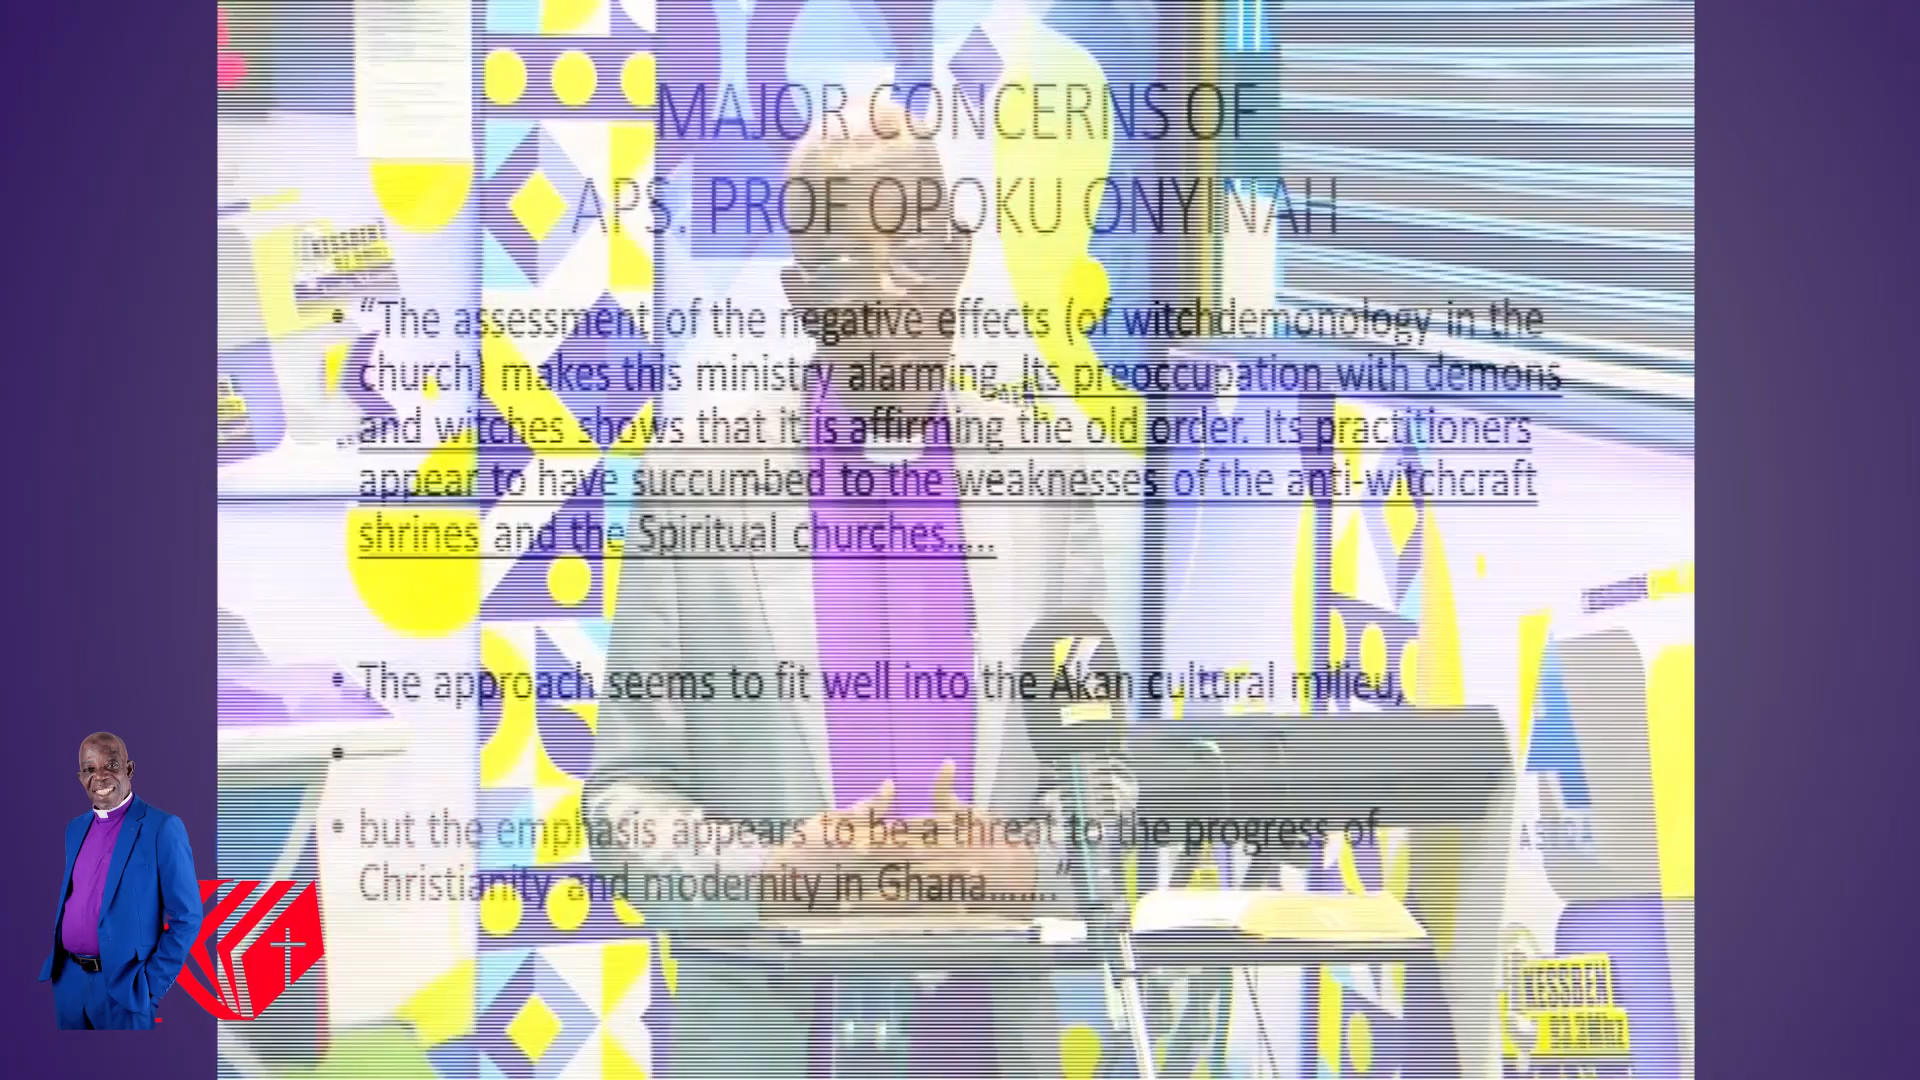 MAJOR CONCERNS OF
APS. PROF OPOKU ONYINAH
• “The assessment of the negative effects (of witchdemonology in the
church) makes this ministry alarming. Its preoccupation with demons
and witches shows that it is affirming the old order. Its practitioners
appear to have succumbed to the weaknesses of the anti-witchcraft
shrines and the Spiritual churches.....
• The approach seems to fit well into the Akan cultural milieu,
•
• but the emphasis appears to be a threat to the progress of
Christianity and modernity in Ghana.......”
KESSBEN
KESSBEN
93.3MHz